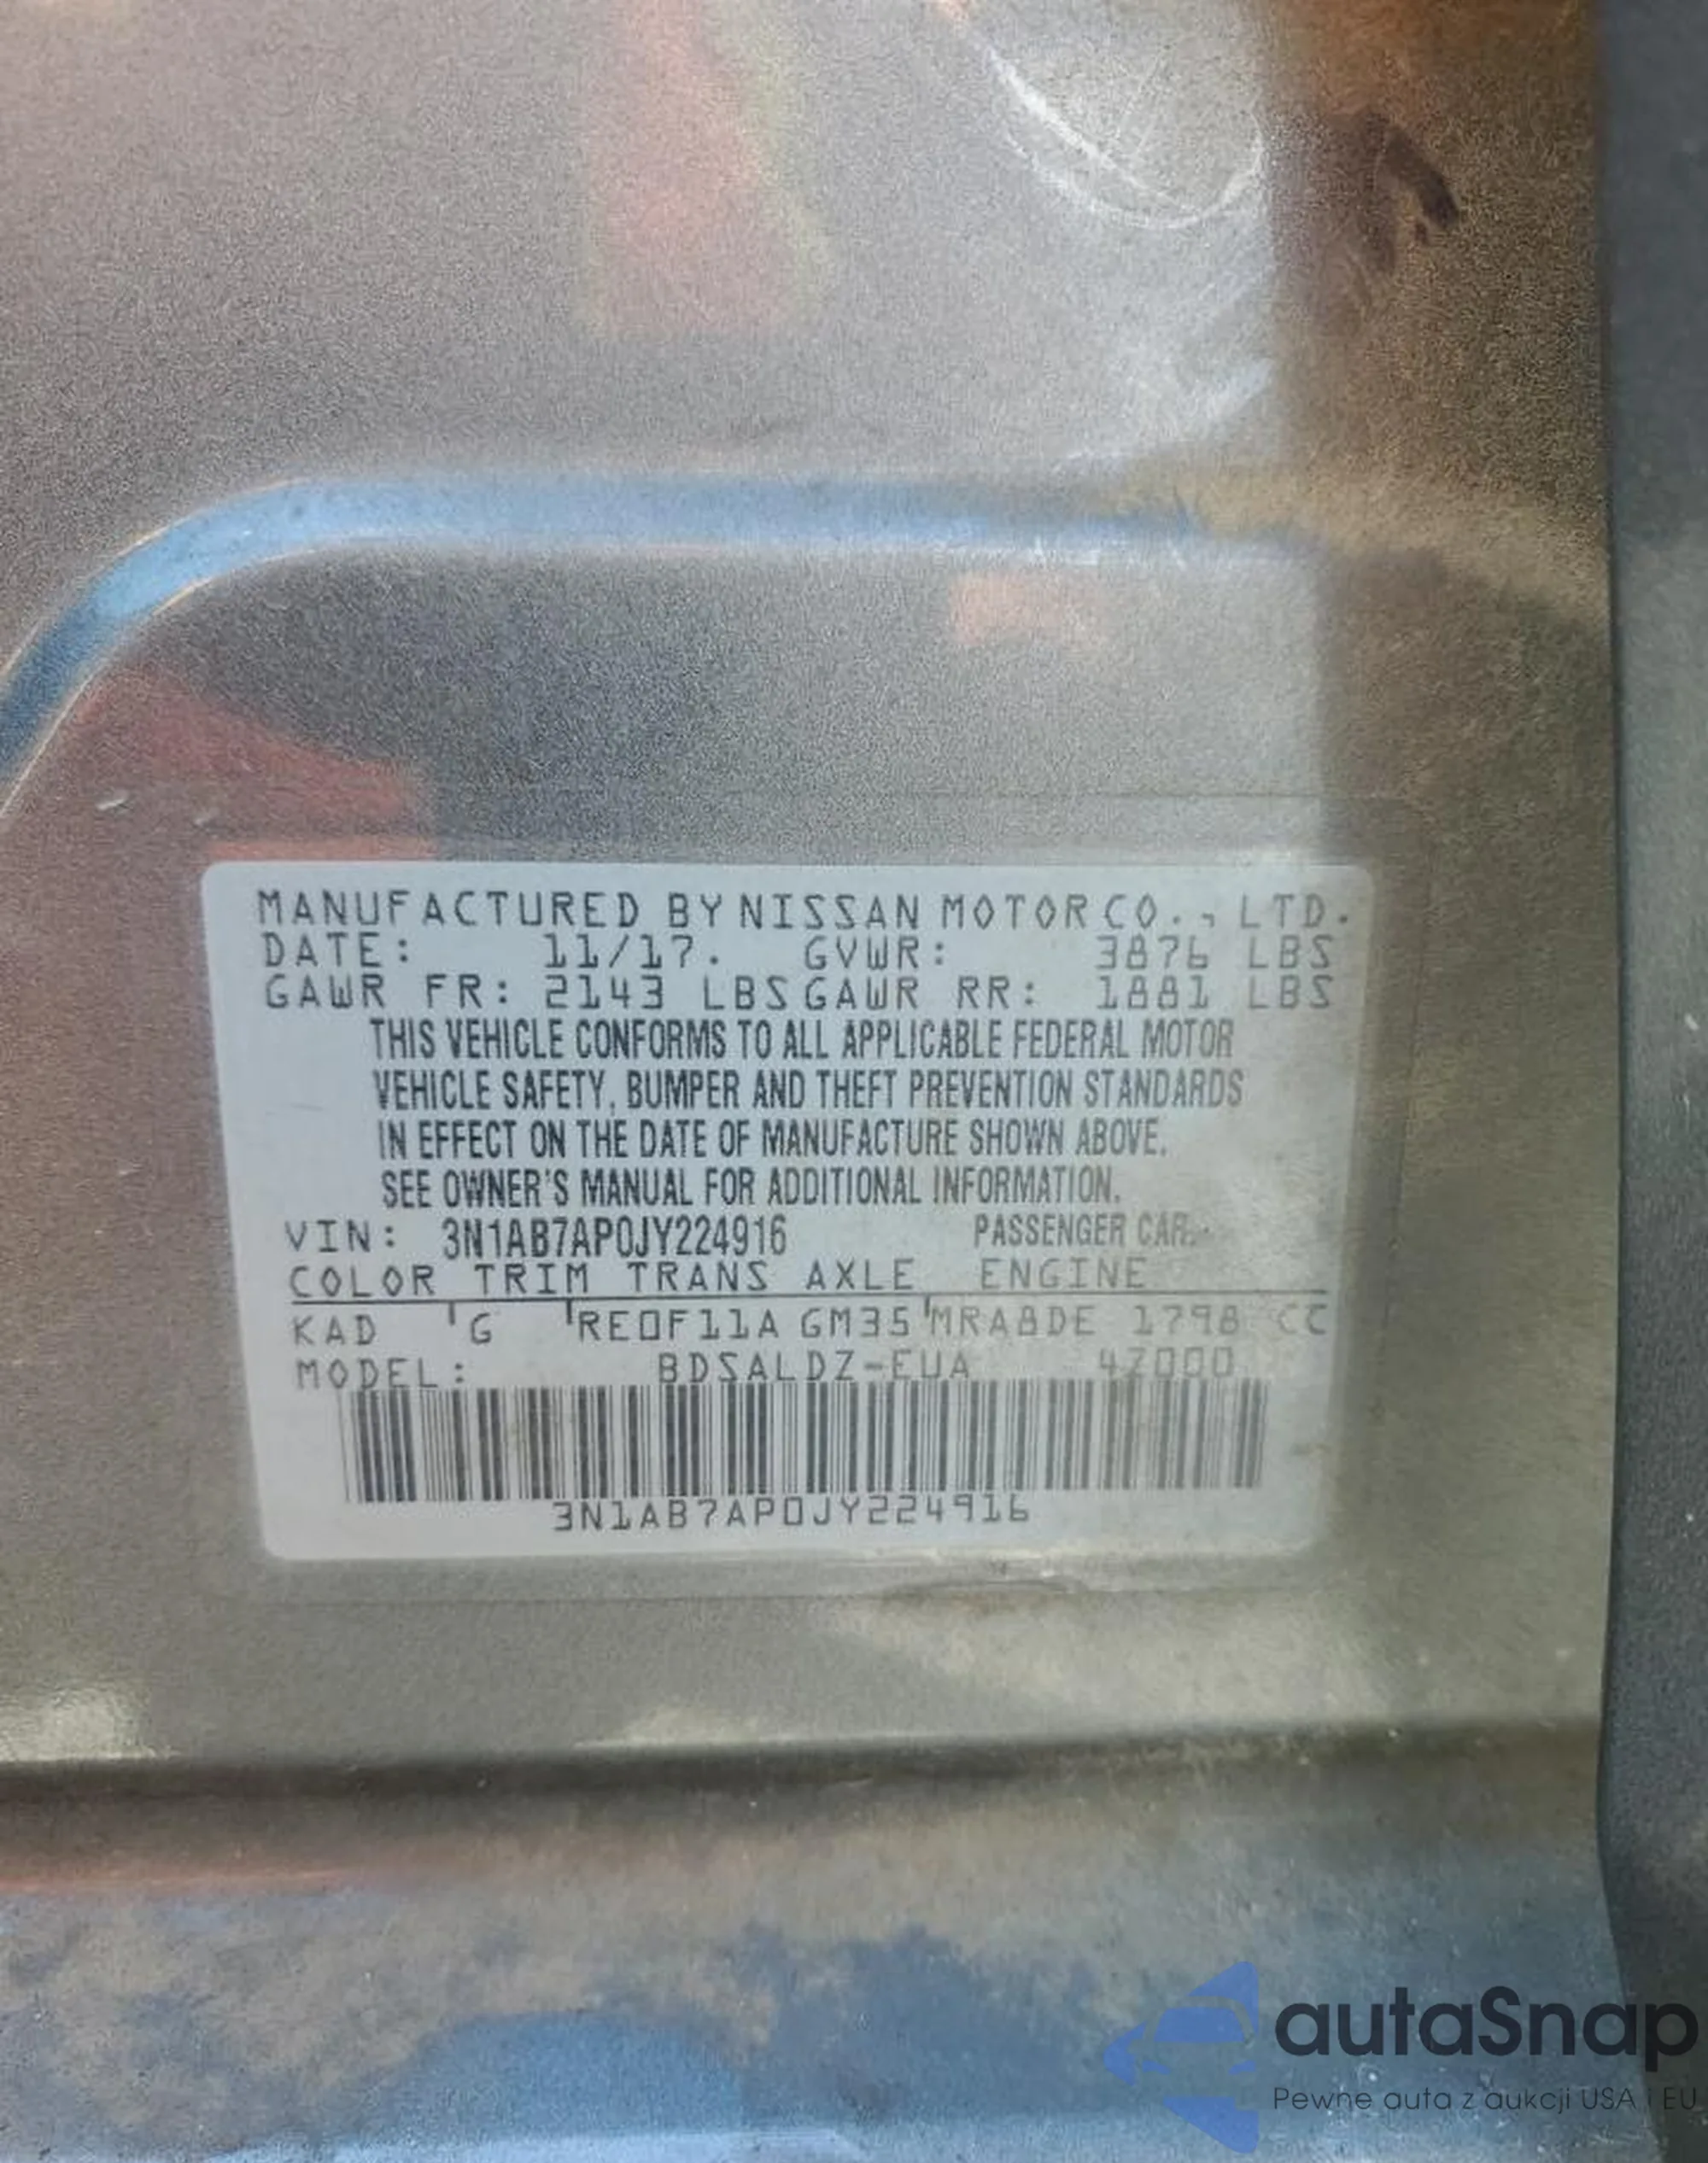 MANUFACTURED BY NISSAN MOTOR CO., LTD.
DATE: 11/17. GVWR: 3876 LBS
GAWR FR: 2143 LBS GAWR RR: 1881 LBS
THIS VEHICLE CONFORMS TO ALL APPLICABLE FEDERAL MOTOR
VEHICLE SAFETY, BUMPER AND THEFT PREVENTION STANDARDS
IN EFFECT ON THE DATE OF MANUFACTURE SHOWN ABOVE.
SEE OWNER'S MANUAL FOR ADDITIONAL INFORMATION.
VIN: 3N1AB7AP0JY224916 PASSENGER CAR
COLOR TRIM TRANS AXLE ENGINE
KAD G RE0F11A GM35 MRA8DE 1798 CC
MODEL: BDSALDZ-EUA 4Z000
3N1AB7AP0JY224916
autaSnap
Pewne auta z aukcji USA i EU